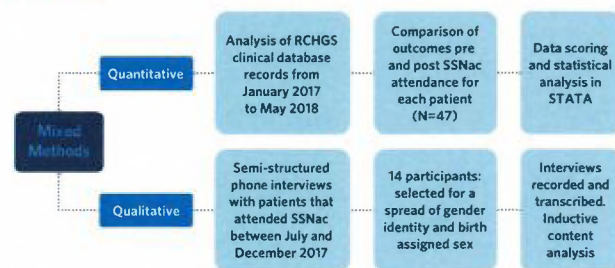 Mixed
Methods
Quantitative
Analysis of RCHGS
clinical database
records from
January 2017
to May 2018
Comparison of
outcomes pre
and post SSNac
attendance for
each patient
(N=47)
Data scoring
and statistical
analysis in
STATA
Qualitative
Semi-structured
phone interviews
with patients that
attended SSNac
between July and
December 2017
14 participants:
selected for a
spread of gender
identity and birth
assigned sex
Interviews
recorded and
transcribed.
Inductive
content
analysis